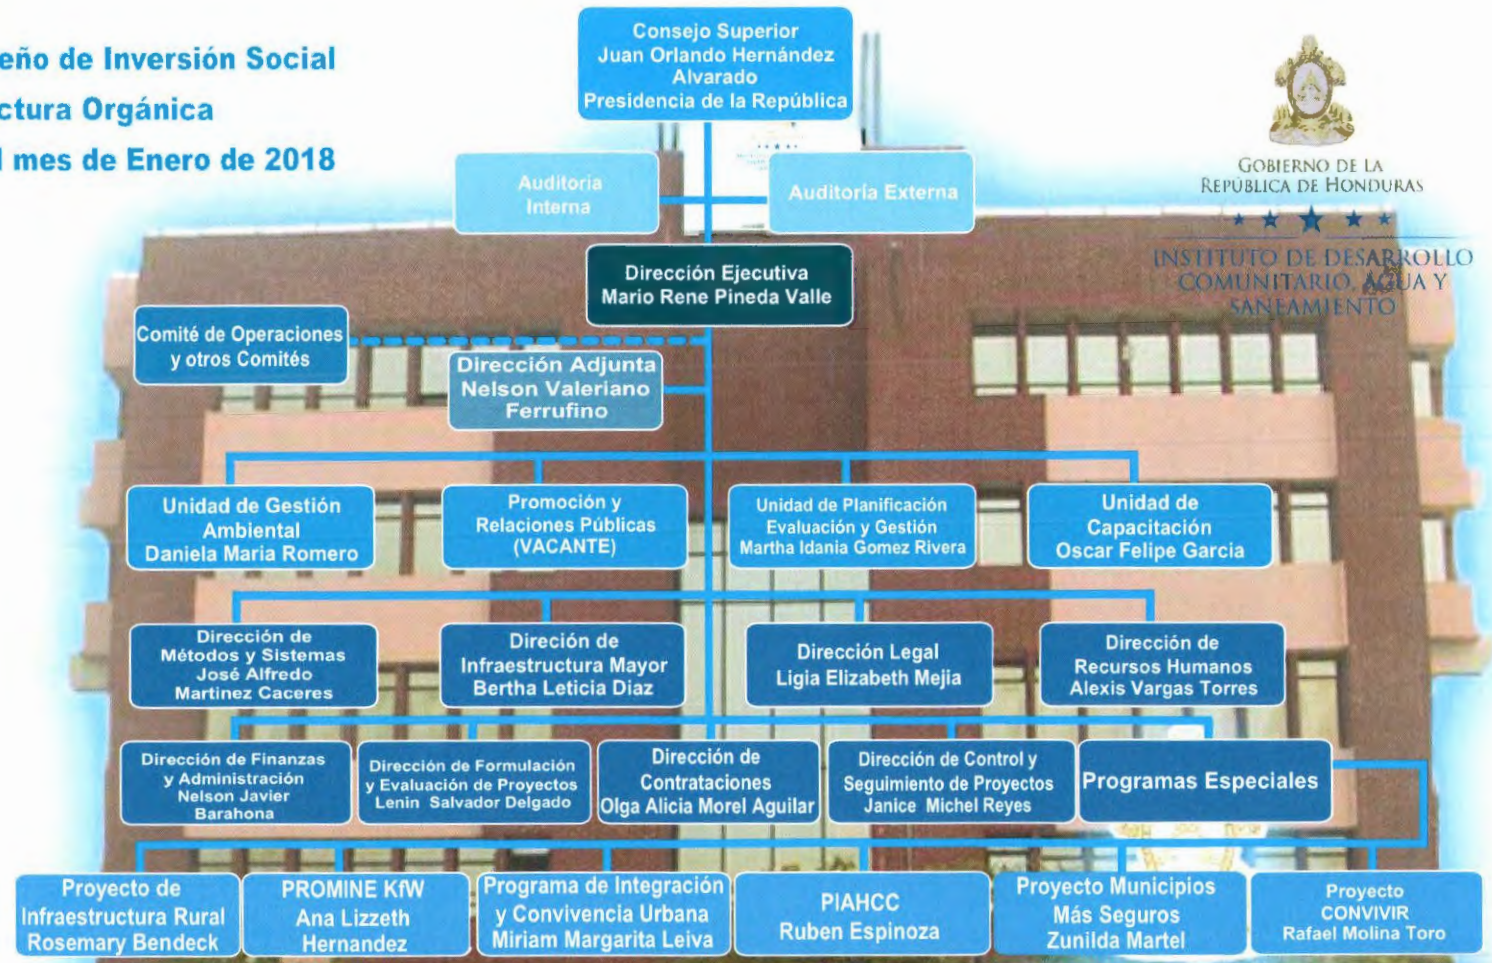 eño de Inversión Social
ctura Orgánica
l mes de Enero de 2018
Consejo Superior
Juan Orlando Hernández
Alvarado
Presidencia de la República
GOBIERNO DE LA
REPÚBLICA DE HONDURAS
INSTITUTO DE DESARROLLO
COMUNITARIO, AGUA Y
SANEAMIENTO
Auditoria
Interna
Auditoría Externa
Dirección Ejecutiva
Mario Rene Pineda Valle
Comité de Operaciones
y otros Comités
Dirección Adjunta
Nelson Valeriano
Ferrufino
Unidad de Gestión
Ambiental
Daniela Maria Romero
Promoción y
Relaciones Públicas
(VACANTE)
Unidad de Planificación
Evaluación y Gestión
Martha Idania Gomez Rivera
Unidad de
Capacitación
Oscar Felipe Garcia
Dirección de
Métodos y Sistemas
José Alfredo
Martinez Caceres
Direción de
Infraestructura Mayor
Bertha Leticia Diaz
Dirección Legal
Ligia Elizabeth Mejia
Dirección de
Recursos Humanos
Alexis Vargas Torres
Dirección de Finanzas
y Administración
Nelson Javier
Barahona
Dirección de Formulación
y Evaluación de Proyectos
Lenin Salvador Delgado
Dirección de
Contrataciones
Olga Alicia Morel Aguilar
Dirección de Control y
Seguimiento de Proyectos
Janice Michel Reyes
Programas Especiales
Proyecto de
Infraestructura Rural
Rosemary Bendeck
PROMINE KfW
Ana Lizzeth
Hernandez
Programa de Integración
y Convivencia Urbana
Miriam Margarita Leiva
PIAHCC
Ruben Espinoza
Proyecto Municipios
Más Seguros
Zunilda Martel
Proyecto
CONVIVIR
Rafael Molina Toro